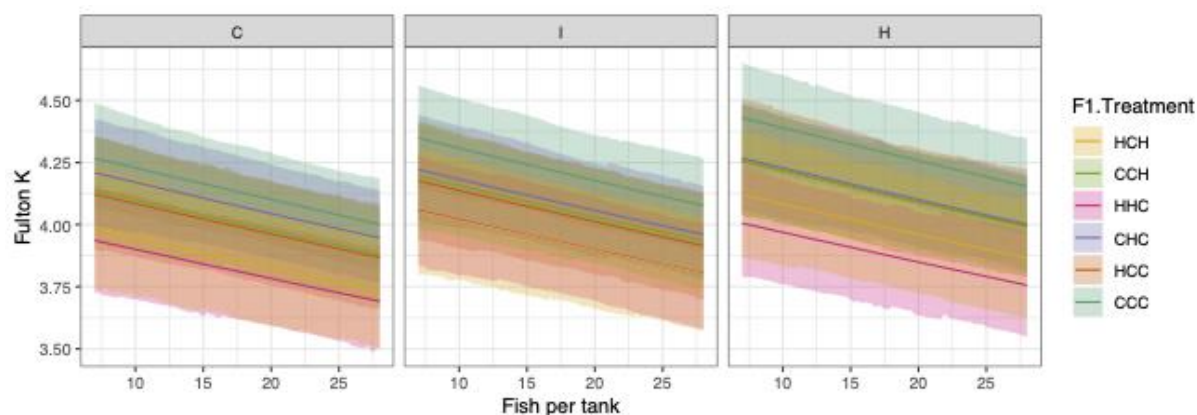 C I H
F1.Treatment
HCH
CCH
HHC
CHC
HCC
CCC
Fulton K
4.50
4.25
4.00
3.75
3.50
10 15 20 25 10 15 20 25 10 15 20 25
Fish per tank